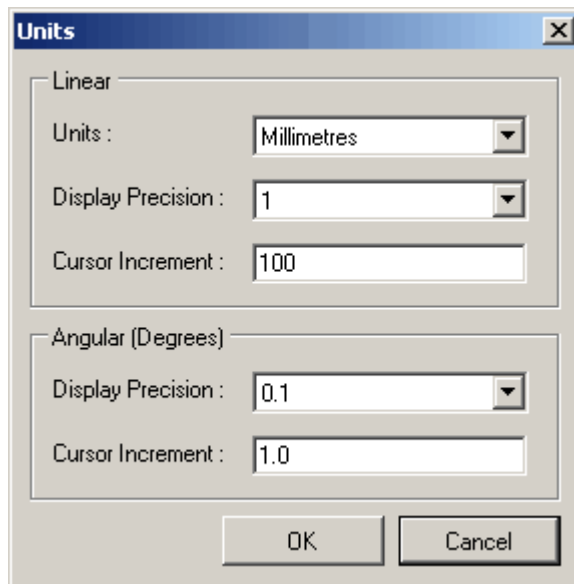 Units
Linear
Units : Millimetres
Display Precision : 1
Cursor Increment : 100
Angular (Degrees)
Display Precision : 0.1
Cursor Increment : 1.0
OK Cancel